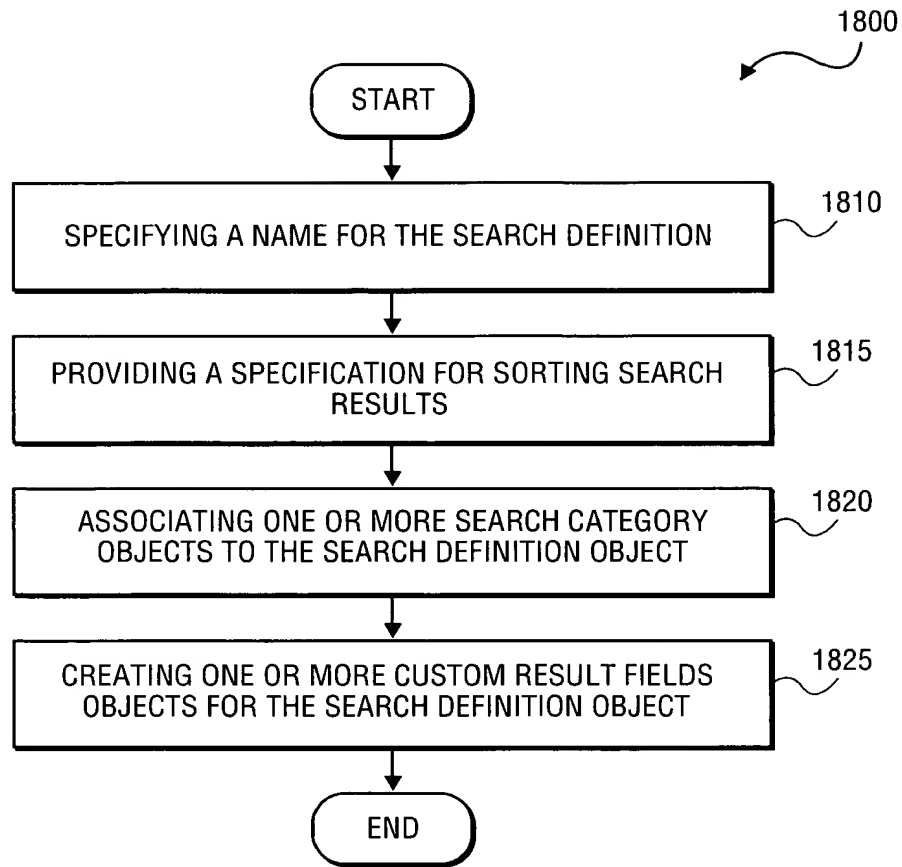 1800
START
SPECIFYING A NAME FOR THE SEARCH DEFINITION
1810
PROVIDING A SPECIFICATION FOR SORTING SEARCH
RESULTS
1815
ASSOCIATING ONE OR MORE SEARCH CATEGORY
OBJECTS TO THE SEARCH DEFINITION OBJECT
1820
CREATING ONE OR MORE CUSTOM RESULT FIELDS
OBJECTS FOR THE SEARCH DEFINITION OBJECT
1825
END